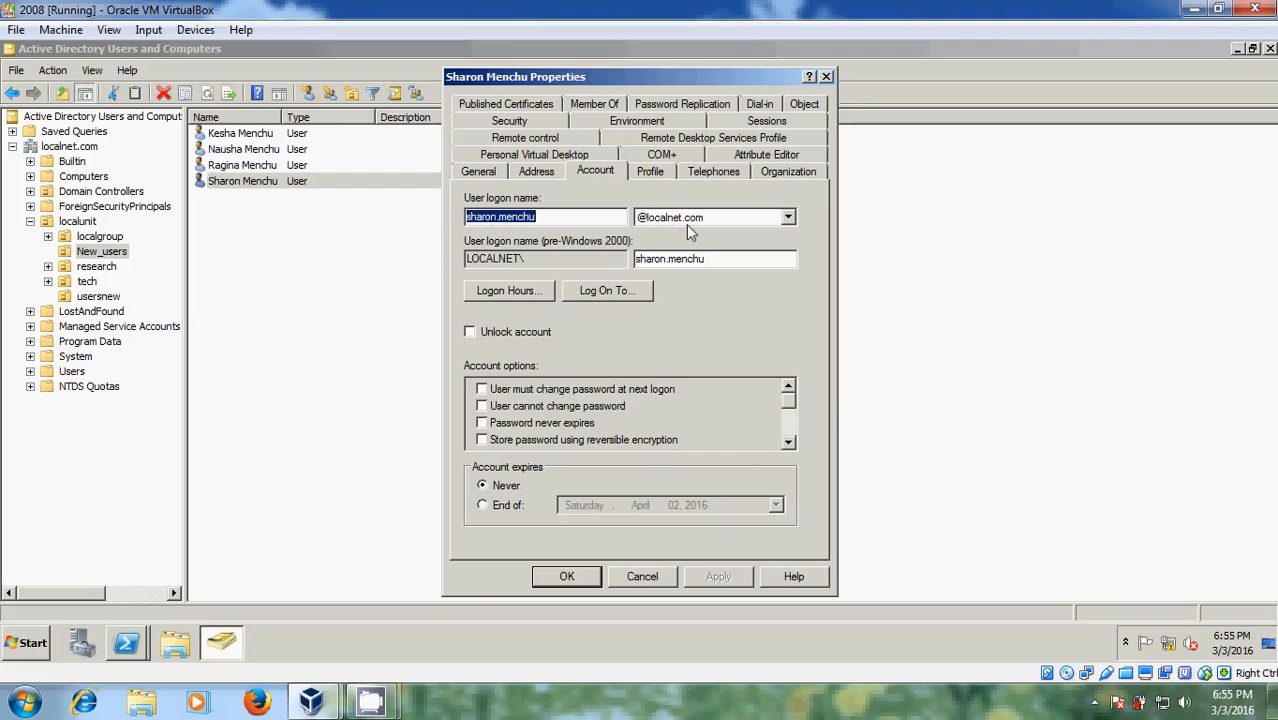 2008 [Running] - Oracle VM VirtualBox
File Machine View Input Devices Help
Active Directory Users and Computers
File Action View Help
Active Directory Users and Comput
Saved Queries
localnet.com
Builtin
Computers
Domain Controllers
ForeignSecurityPrincipals
localunit
localgroup
New_users
research
tech
usersnew
LostAndFound
Managed Service Accounts
Program Data
System
Users
NTDS Quotas
Name Type Description
Kesha Menchu User
Nausha Menchu User
Ragina Menchu User
Sharon Menchu User
Sharon Menchu Properties
Published Certificates Member Of Password Replication Dial-in Object
Security Environment Sessions
Remote control Remote Desktop Services Profile
Personal Virtual Desktop COM+ Attribute Editor
General Address Account Profile Telephones Organization
User logon name:
sharon.menchu @localnet.com
User logon name (pre-Windows 2000):
LOCALNET\ sharon.menchu
Logon Hours... Log On To...
Unlock account
Account options:
User must change password at next logon
User cannot change password
Password never expires
Store password using reversible encryption
Account expires
Never
End of: Saturday , April 02, 2016
OK Cancel Apply Help
Start
6:55 PM
3/3/2016
Right Ctrl
6:55 PM
3/3/2016